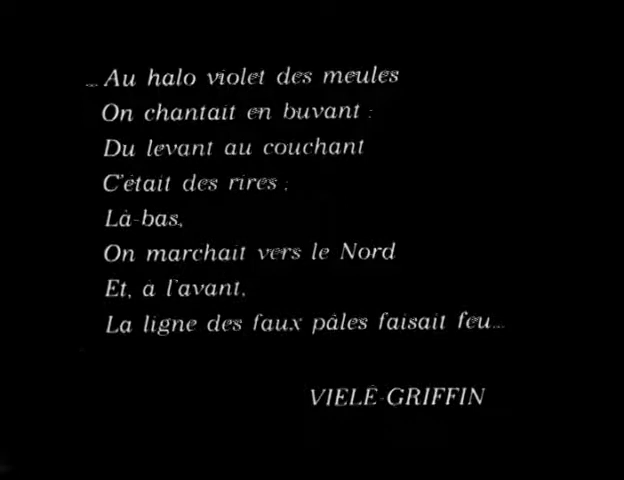 ... Au halo violet des meules
On chantait en buvant :
Du levant au couchant
C'était des rires ;
Là-bas,
On marchait vers le Nord
Et, à l'avant,
La ligne des faux pâles faisait feu...
VIELÉ-GRIFFIN